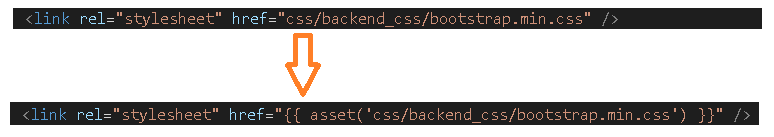 <link rel="stylesheet" href="css/backend_css/bootstrap.min.css" />
<link rel="stylesheet" href="{{ asset('css/backend_css/bootstrap.min.css') }}" />